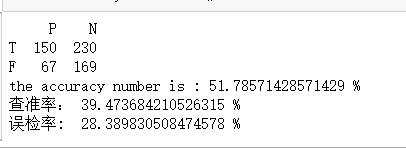 P N
T 150 230
F 67 169
the accuracy number is : 51.78571428571429 %
查准率: 39.473684210526315 %
误检率: 28.389830508474578 %